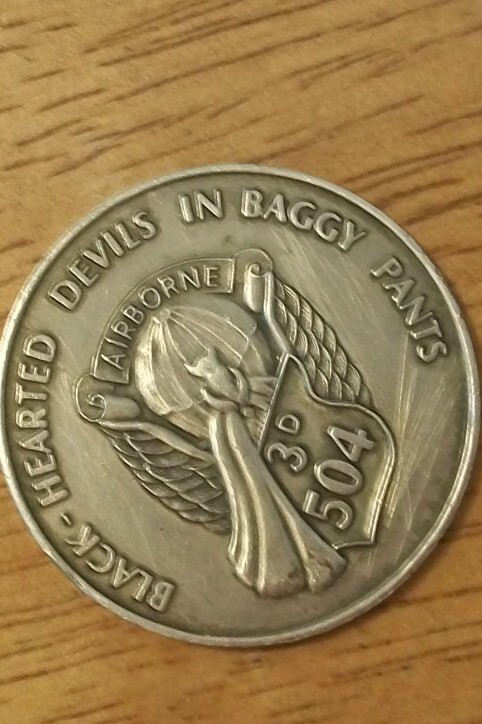 BLACK-HEARTED DEVILS IN BAGGY PANTS
AIRBORNE
3D
504